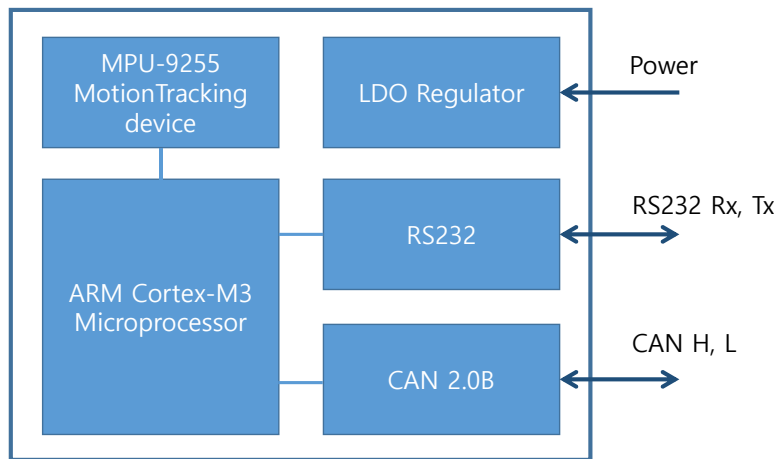 MPU-9255
MotionTracking
device
LDO Regulator
Power
RS232
RS232 Rx, Tx
ARM Cortex-M3
Microprocessor
CAN 2.0B
CAN H, L